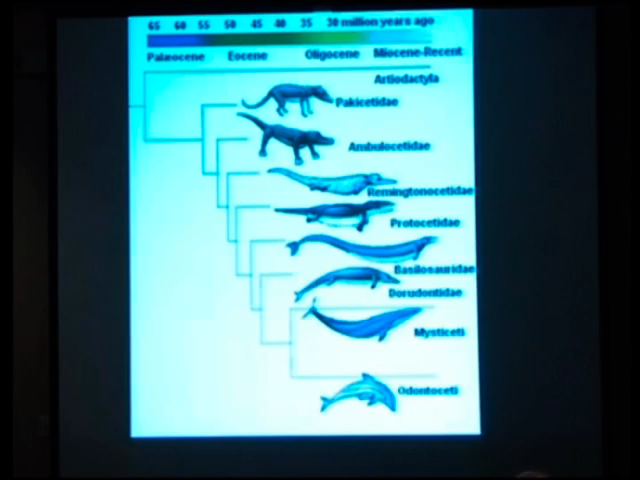 65 60 55 50 45 40 35 30 million years ago
Palaeocene Eocene Oligocene Miocene-Recent
Artiodactyla
Pakicetidae
Ambulocetidae
Remingtonocetidae
Protocetidae
Basilosauridae
Dorudontidae
Mysticeti
Odontoceti